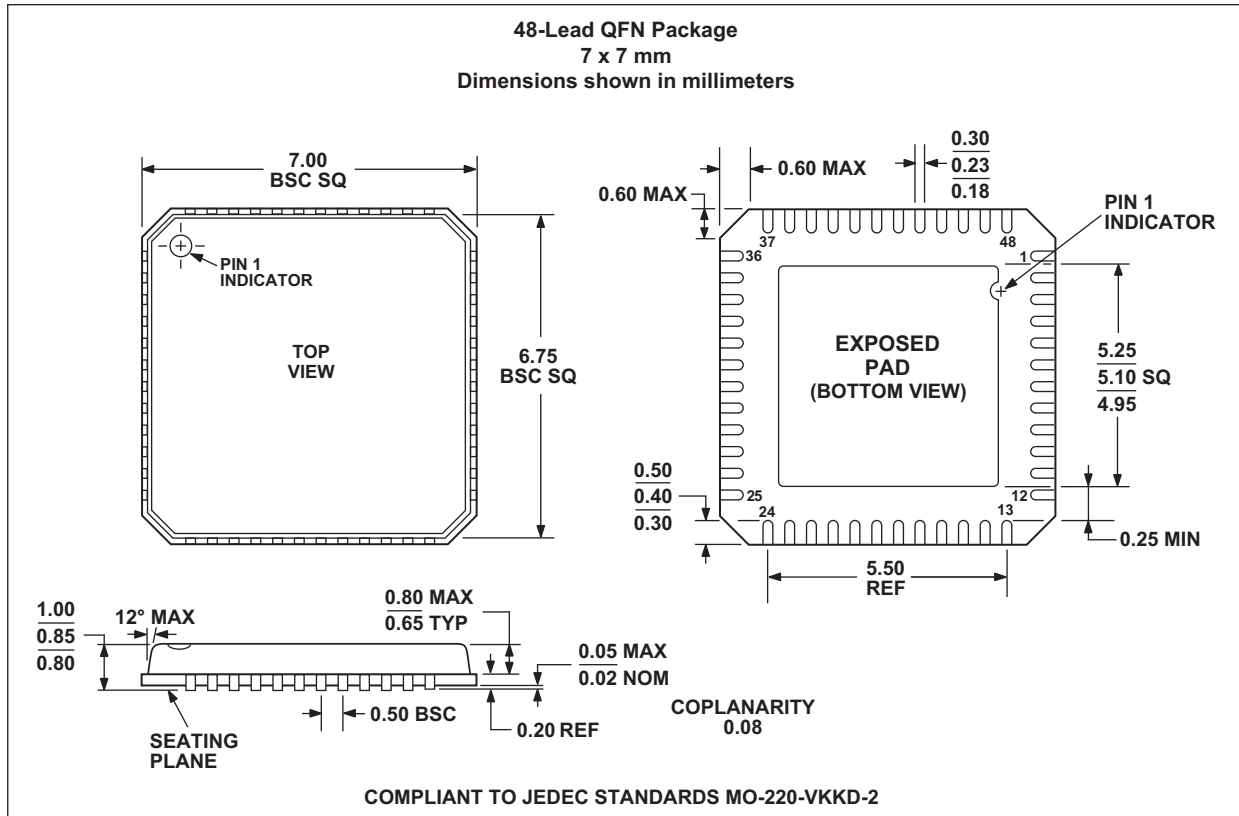 48-Lead QFN Package
7 x 7 mm
Dimensions shown in millimeters
7.00
BSC SQ
PIN 1
INDICATOR
TOP
VIEW
6.75
BSC SQ
0.60 MAX
0.60 MAX
0.30
0.23
0.18
PIN 1
INDICATOR
37
48
36
1
EXPOSED
PAD
(BOTTOM VIEW)
5.25
5.10 SQ
4.95
0.50
0.40
0.30
25
24
12
13
0.25 MIN
5.50
REF
1.00
0.85
0.80
12° MAX
0.80 MAX
0.65 TYP
0.05 MAX
0.02 NOM
0.50 BSC
0.20 REF
COPLANARITY
0.08
SEATING
PLANE
COMPLIANT TO JEDEC STANDARDS MO-220-VKKD-2